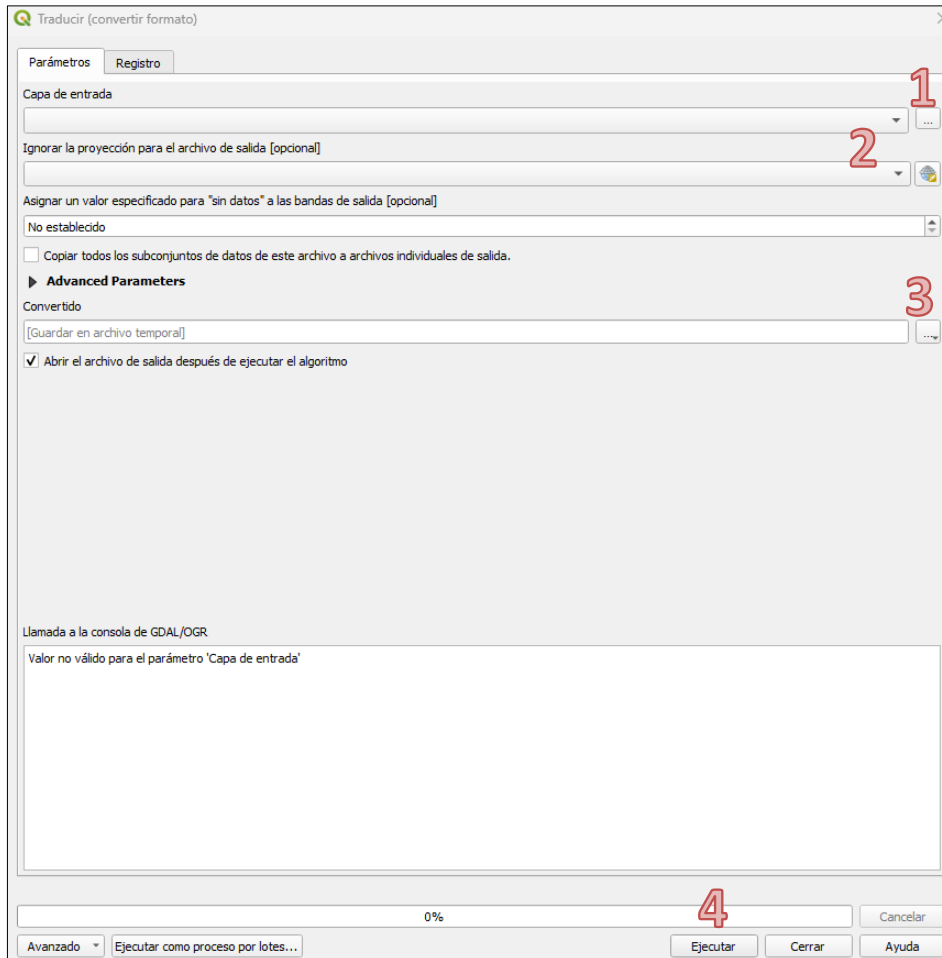 Traducir (convertir formato)
Parámetros Registro
1
Capa de entrada
...
2
Ignorar la proyección para el archivo de salida [opcional]
Asignar un valor especificado para "sin datos" a las bandas de salida [opcional]
No establecido
Copiar todos los subconjuntos de datos de este archivo a archivos individuales de salida.
Advanced Parameters
3
Convertido
[Guardar en archivo temporal] ...
Abrir el archivo de salida después de ejecutar el algoritmo
Llamada a la consola de GDAL/OGR
Valor no válido para el parámetro 'Capa de entrada'
4
0% Cancelar
Avanzado Ejecutar como proceso por lotes... Ejecutar Cerrar Ayuda